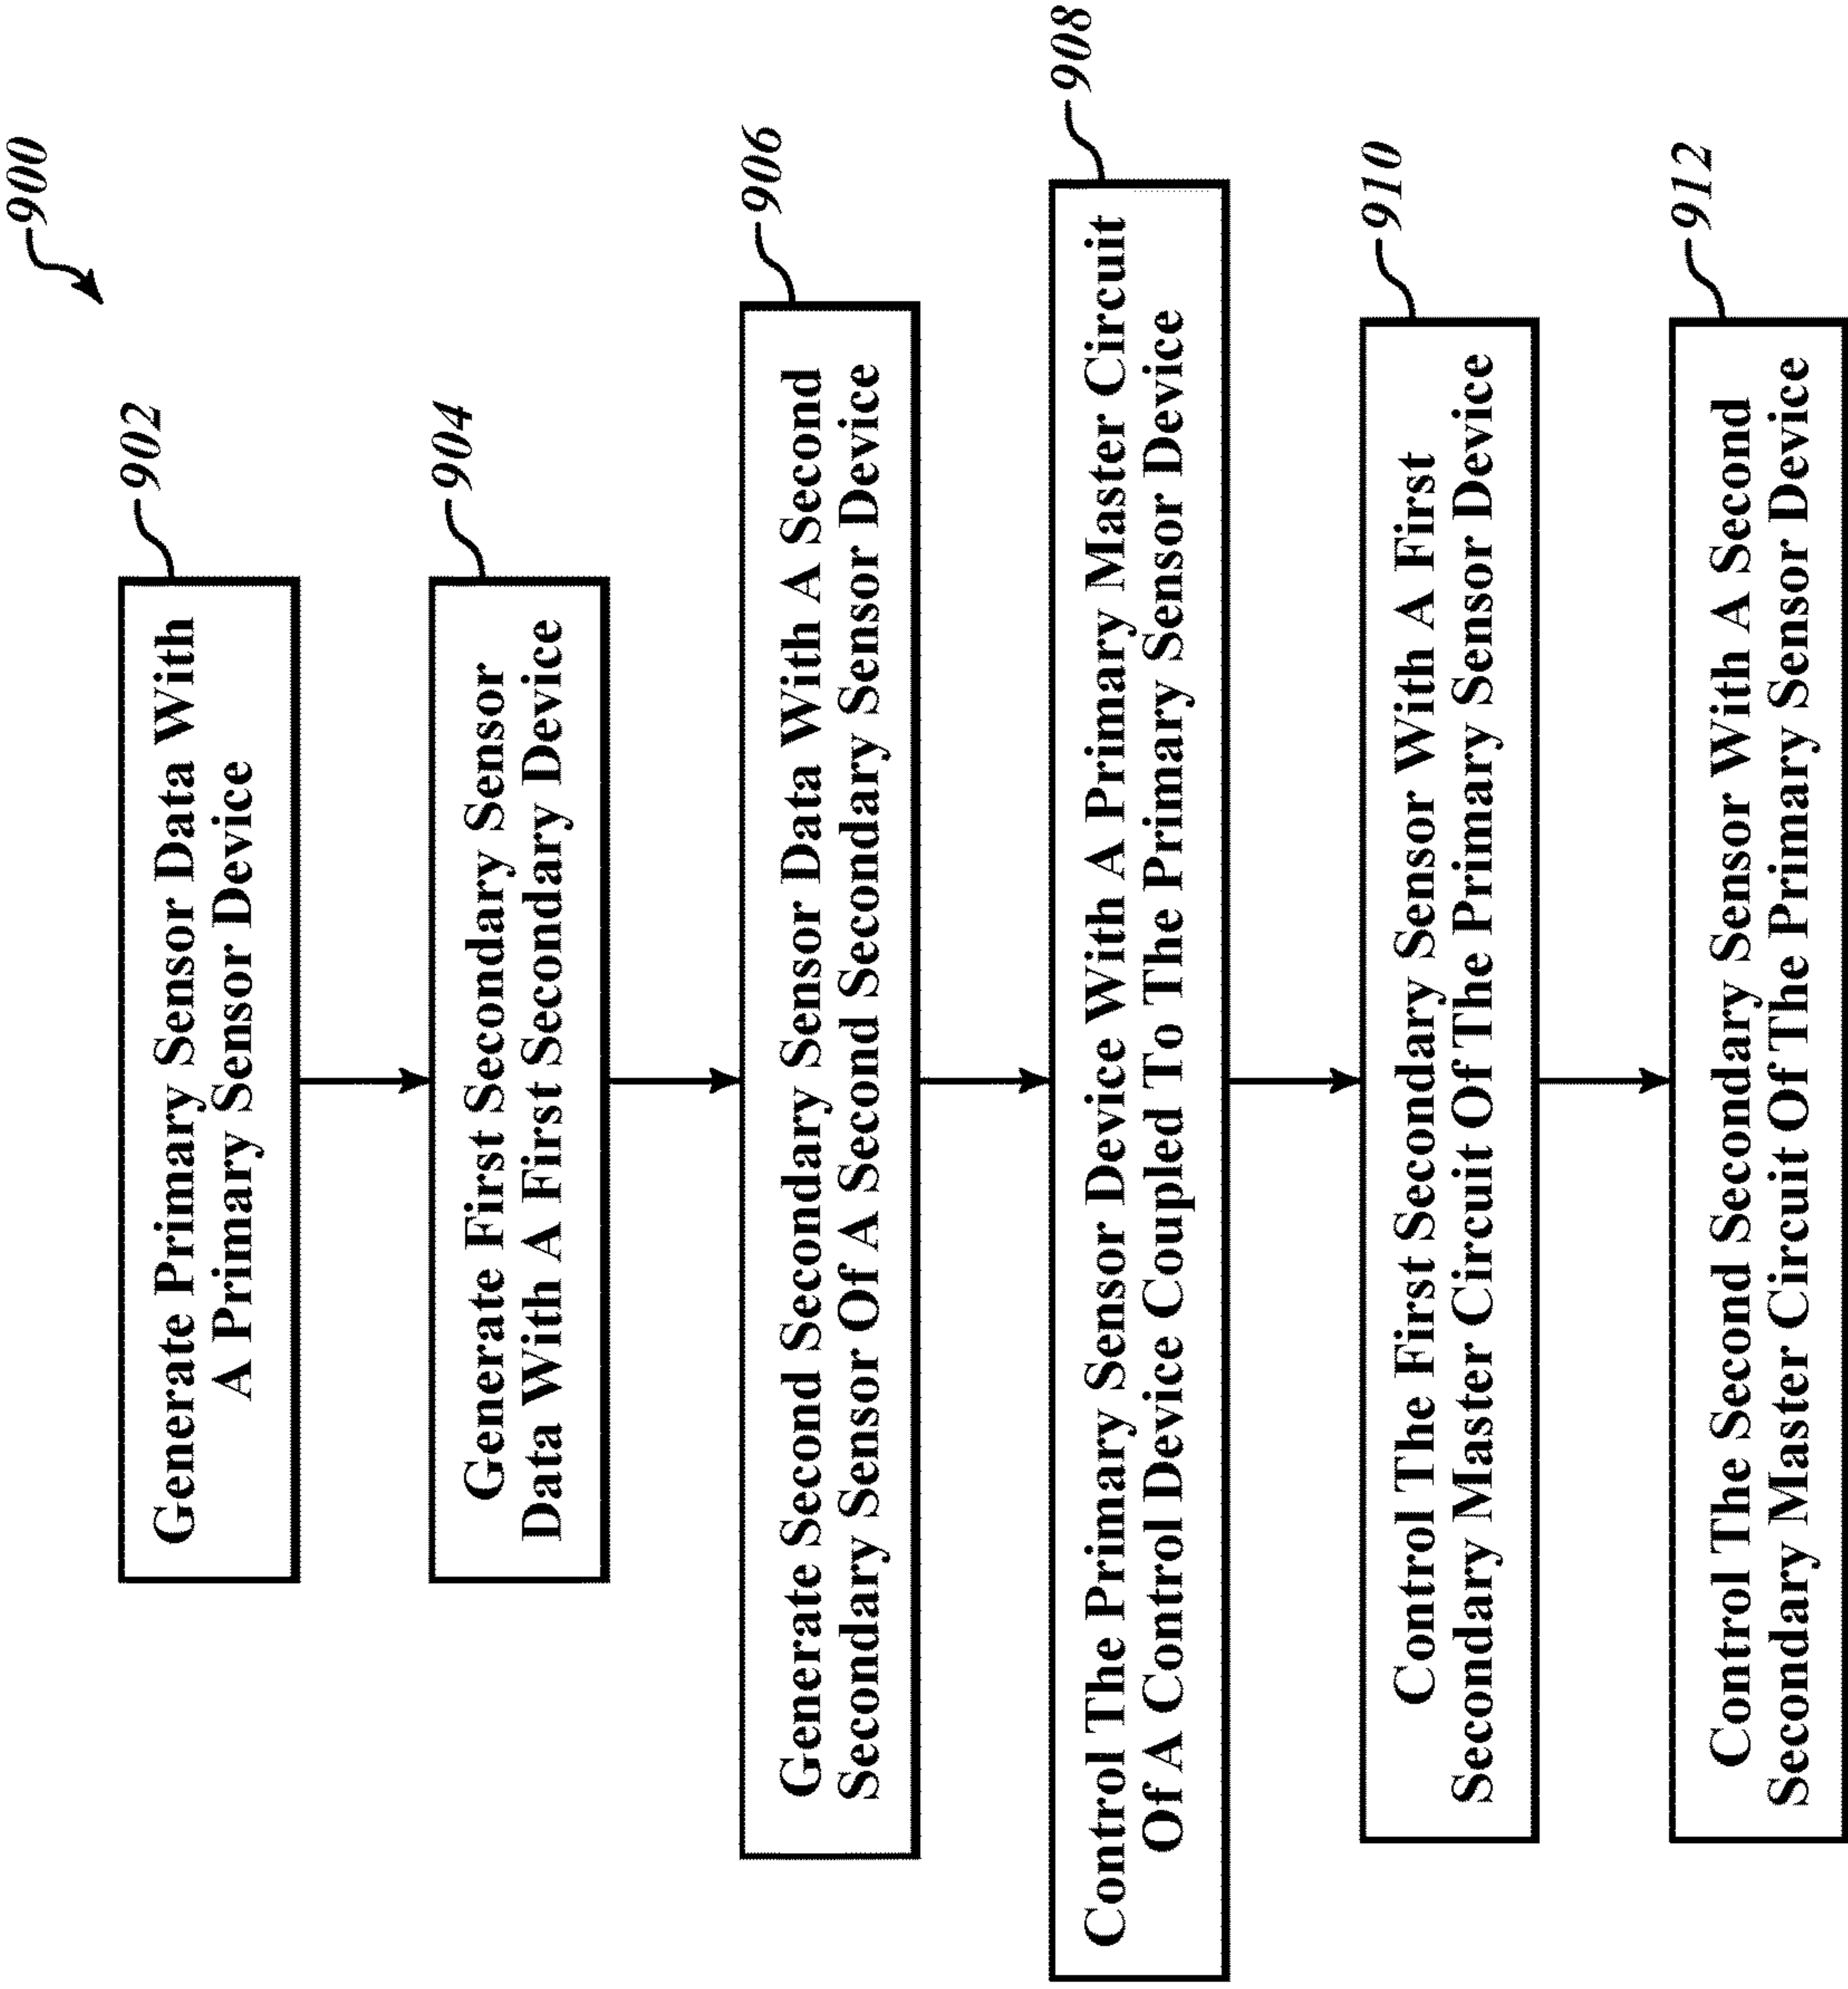 900
902
Generate Primary Sensor Data With
A Primary Sensor Device
904
Generate First Secondary Sensor
Data With A First Secondary Device
906
Generate Second Secondary Sensor Data With A Second
Secondary Sensor Of A Second Secondary Sensor Device
908
Control The Primary Sensor Device With A Primary Master Circuit
Of A Control Device Coupled To The Primary Sensor Device
910
Control The First Secondary Sensor With A First
Secondary Master Circuit Of The Primary Sensor Device
912
Control The Second Secondary Sensor With A Second
Secondary Master Circuit Of The Primary Sensor Device